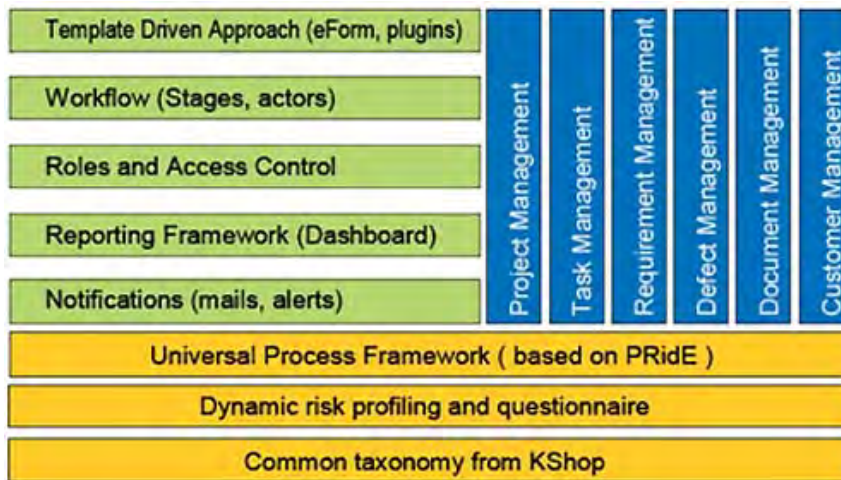 Template Driven Approach (eForm, plugins)
Workflow (Stages, actors)
Roles and Access Control
Reporting Framework (Dashboard)
Notifications (mails, alerts)
Project Management
Task Management
Requirement Management
Defect Management
Document Management
Customer Management
Universal Process Framework ( based on PRidE )
Dynamic risk profiling and questionnaire
Common taxonomy from KShop